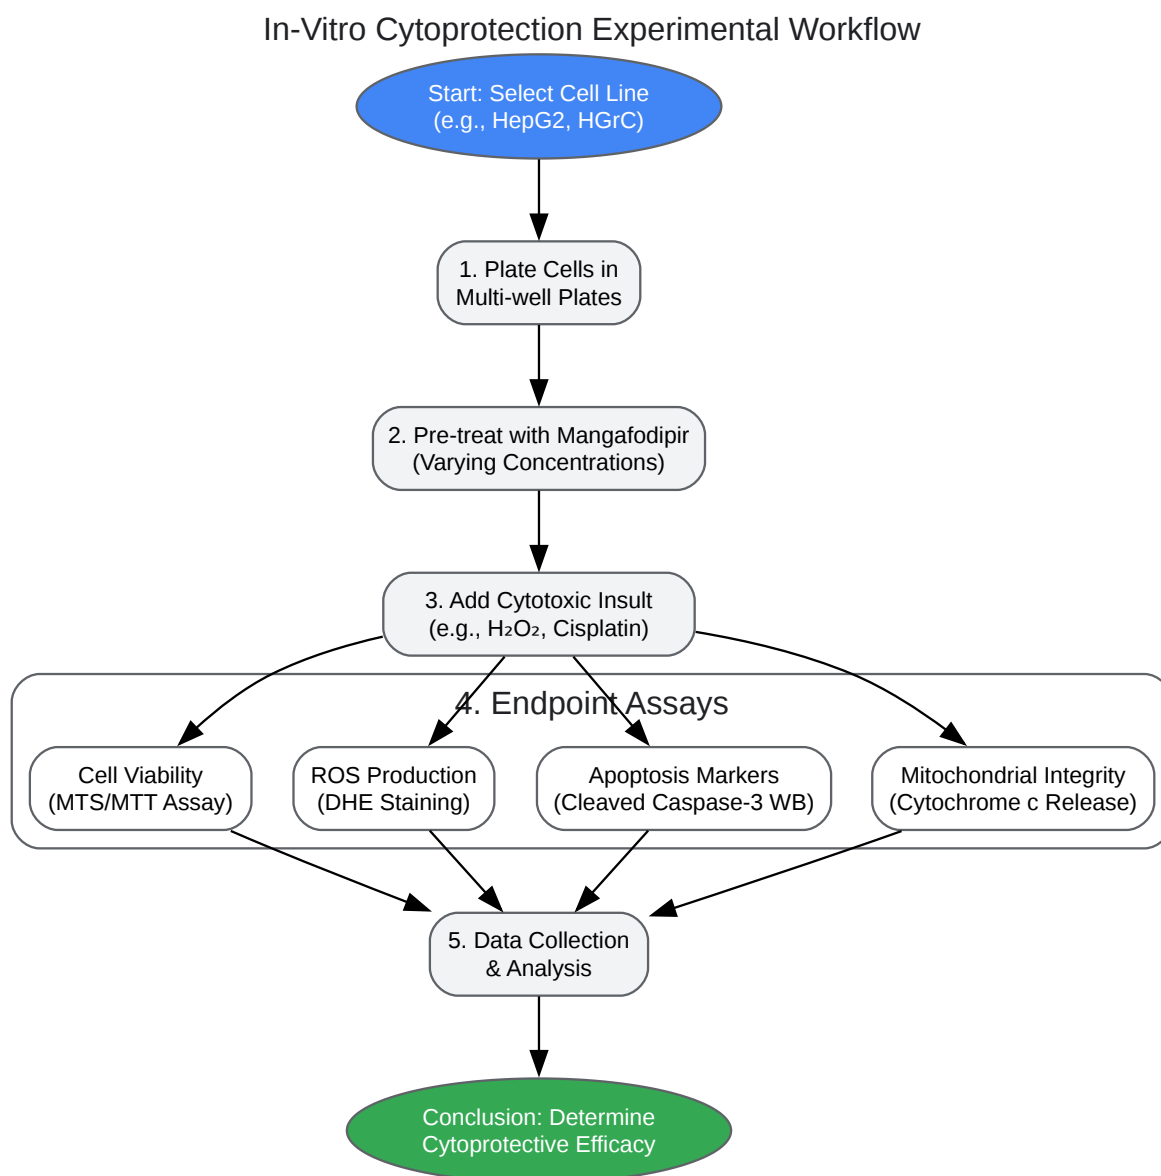 In-Vitro Cytoprotection Experimental Workflow
Start: Select Cell Line
(e.g., HepG2, HGrC)
1. Plate Cells in
Multi-well Plates
2. Pre-treat with Mangafodipir
(Varying Concentrations)
3. Add Cytotoxic Insult
(e.g., H₂O₂, Cisplatin)
4. Endpoint Assays
Cell Viability
(MTS/MTT Assay)
ROS Production
(DHE Staining)
Apoptosis Markers
(Cleaved Caspase-3 WB)
Mitochondrial Integrity
(Cytochrome c Release)
5. Data Collection
& Analysis
Conclusion: Determine
Cytoprotective Efficacy